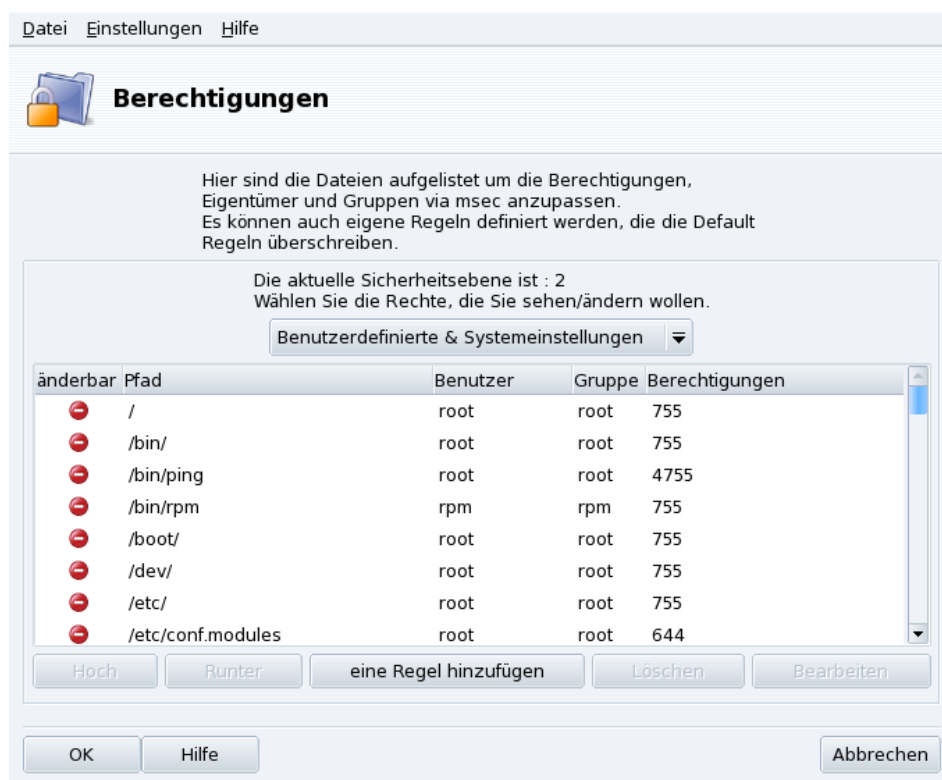 Datei Einstellungen Hilfe
Berechtigungen
Hier sind die Dateien aufgelistet um die Berechtigungen,
Eigentümer und Gruppen via msec anzupassen.
Es können auch eigene Regeln definiert werden, die die Default
Regeln überschreiben.
Die aktuelle Sicherheitsebene ist : 2
Wählen Sie die Rechte, die Sie sehen/ändern wollen.
Benutzerdefinierte & Systemeinstellungen
änderbar Pfad Benutzer Gruppe Berechtigungen
/ root root 755
/bin/ root root 755
/bin/ping root root 4755
/bin/rpm rpm rpm 755
/boot/ root root 755
/dev/ root root 755
/etc/ root root 755
/etc/conf.modules root root 644
Hoch Runter eine Regel hinzufügen Löschen Bearbeiten
OK Hilfe Abbrechen